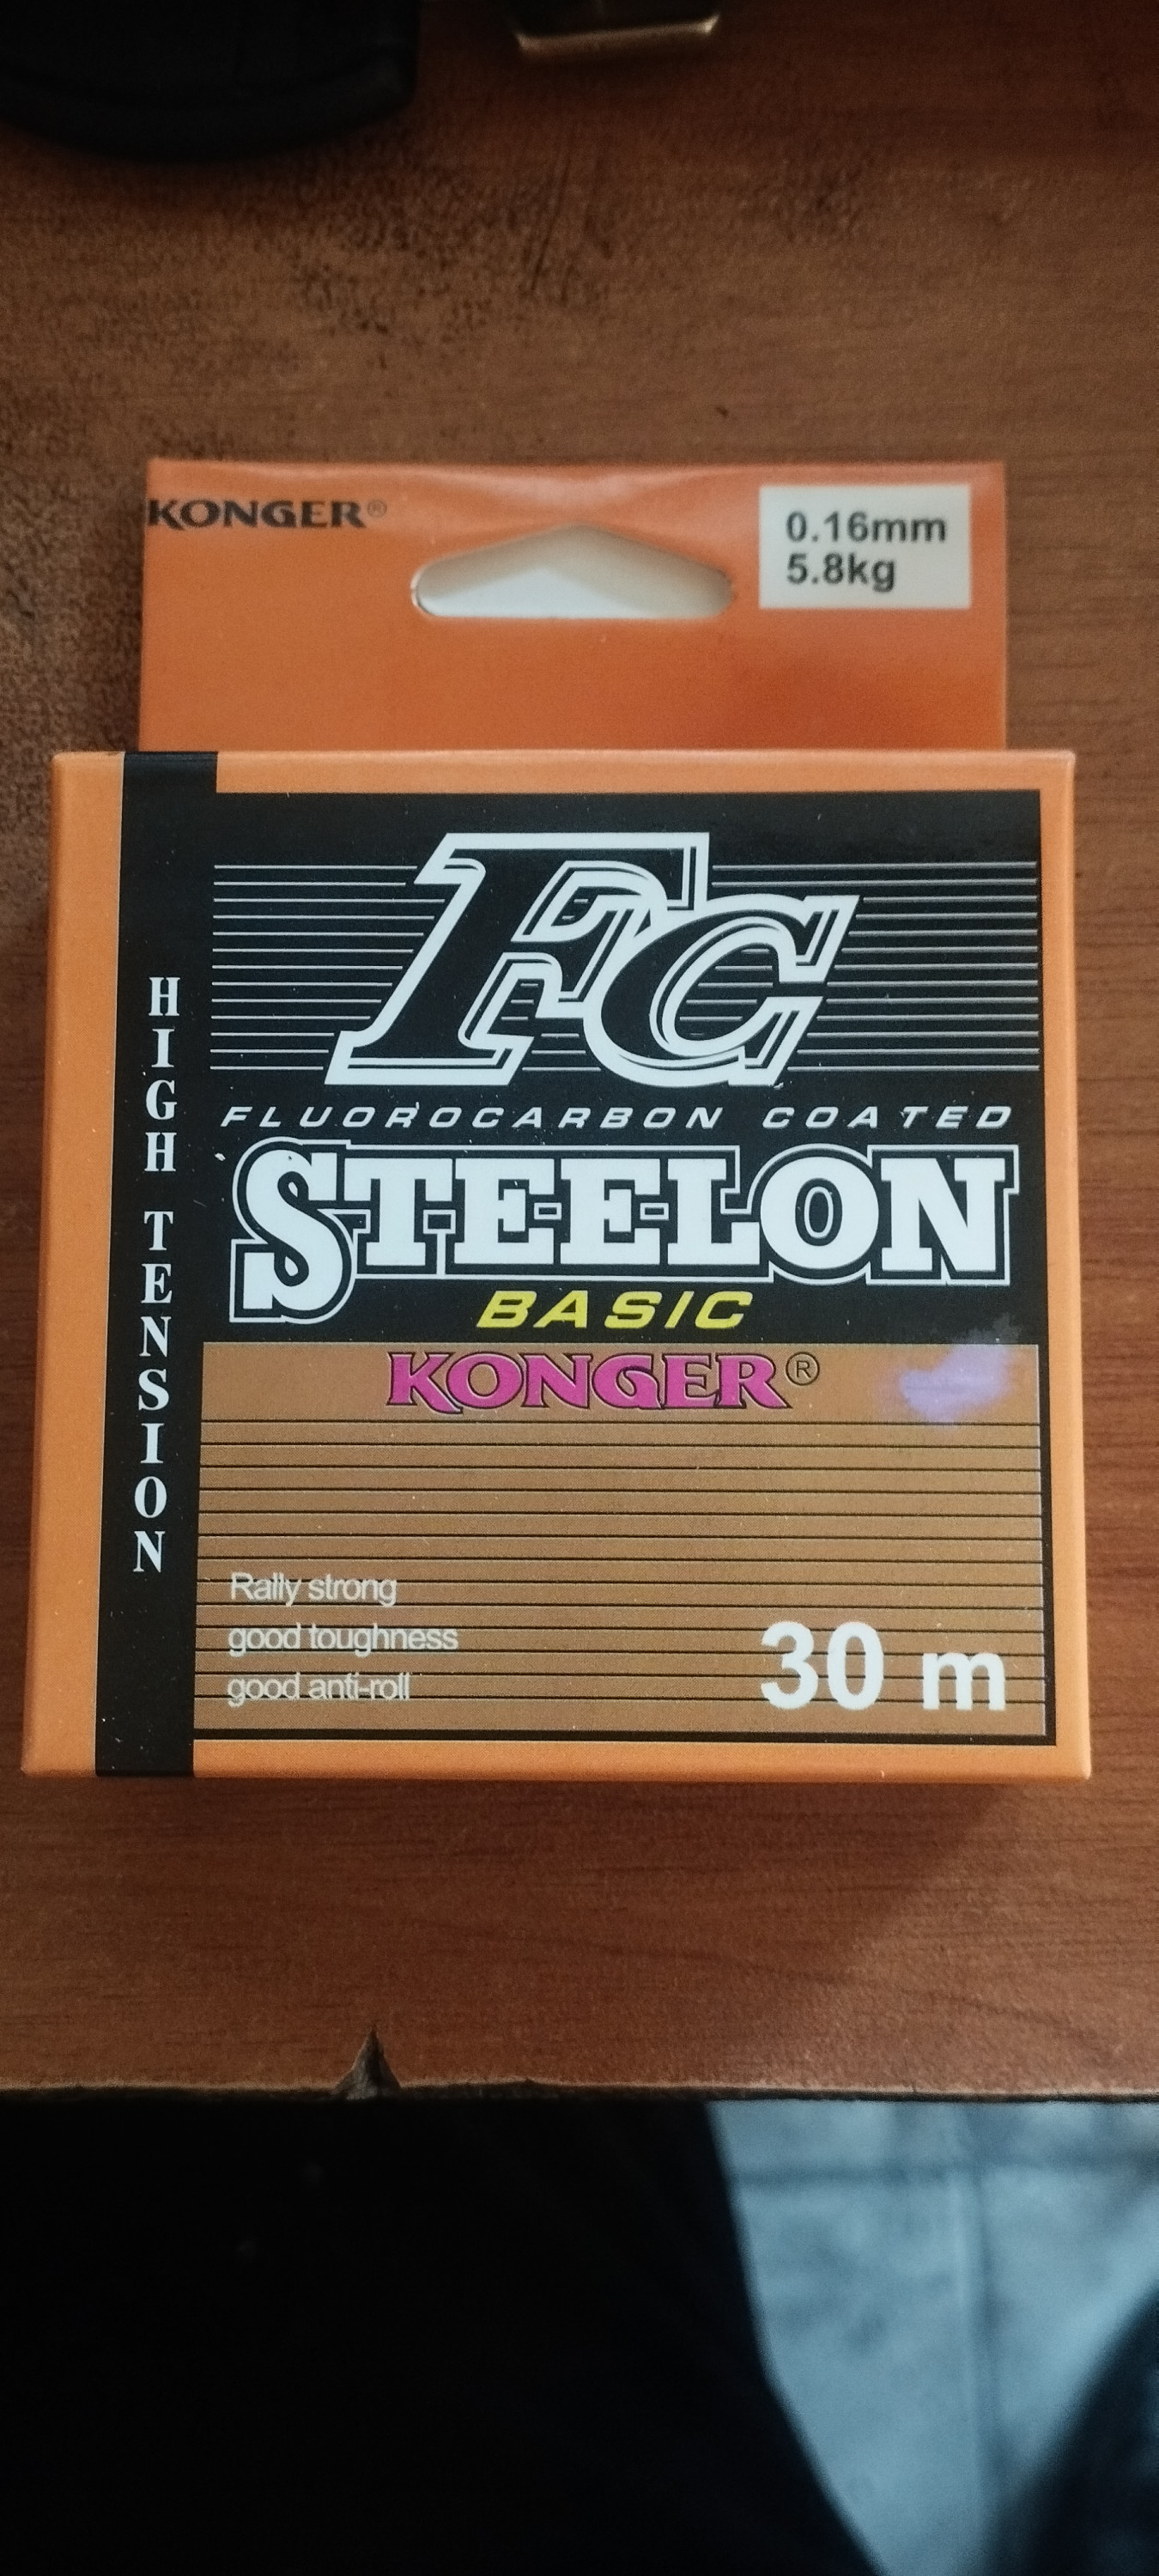 KONGER®
0.16mm
5.8kg
HIGH TENSION
Fc
FLUOROCARBON COATED
STEELON
BASIC
KONGER®
Rally strong
good toughness
good anti-roll
30 m